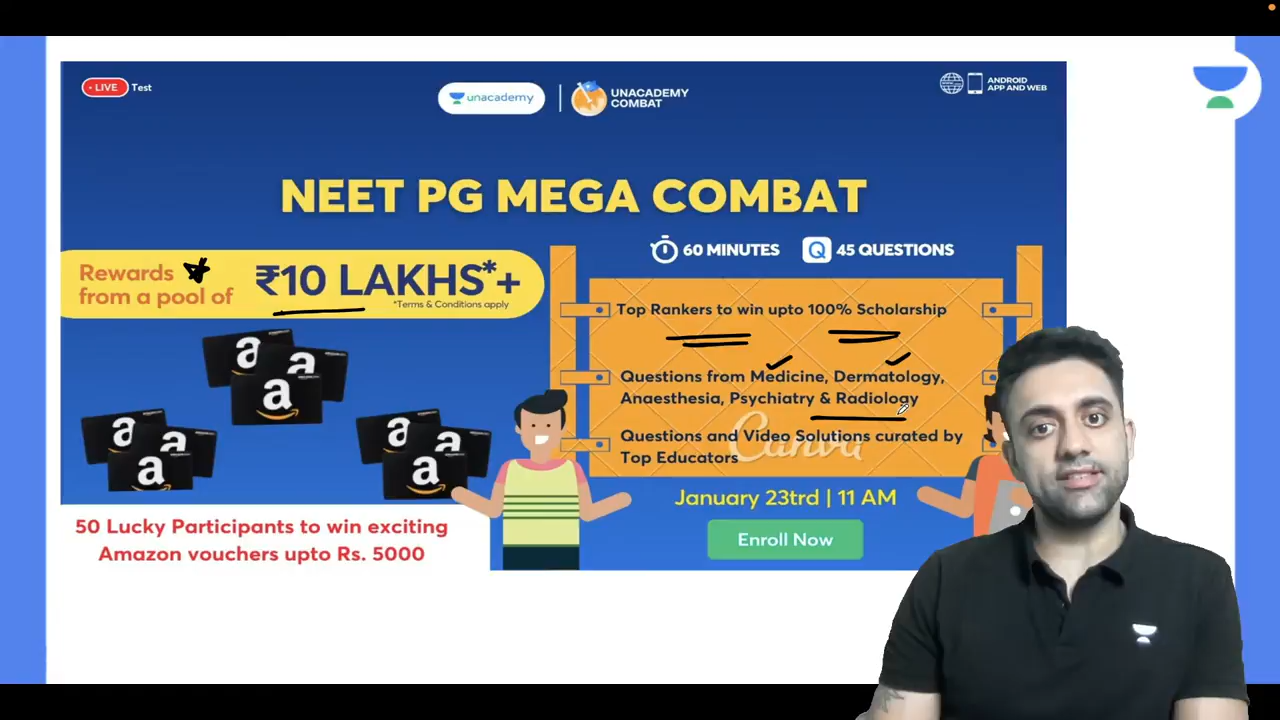 LIVE Test
unacademy
UNACADEMY
COMBAT
ANDROID
APP AND WEB
NEET PG MEGA COMBAT
60 MINUTES
Q 45 QUESTIONS
Rewards
from a pool of
₹10 LAKHS*+
*Terms & Conditions apply
Top Rankers to win upto 100% Scholarship
Questions from Medicine, Dermatology,
Anaesthesia, Psychiatry & Radiology
Questions and Video Solutions curated by
Top Educators
Canva
January 23trd | 11 AM
Enroll Now
a
a
a
a
a
a
a
a
a
50 Lucky Participants to win exciting
Amazon vouchers upto Rs. 5000